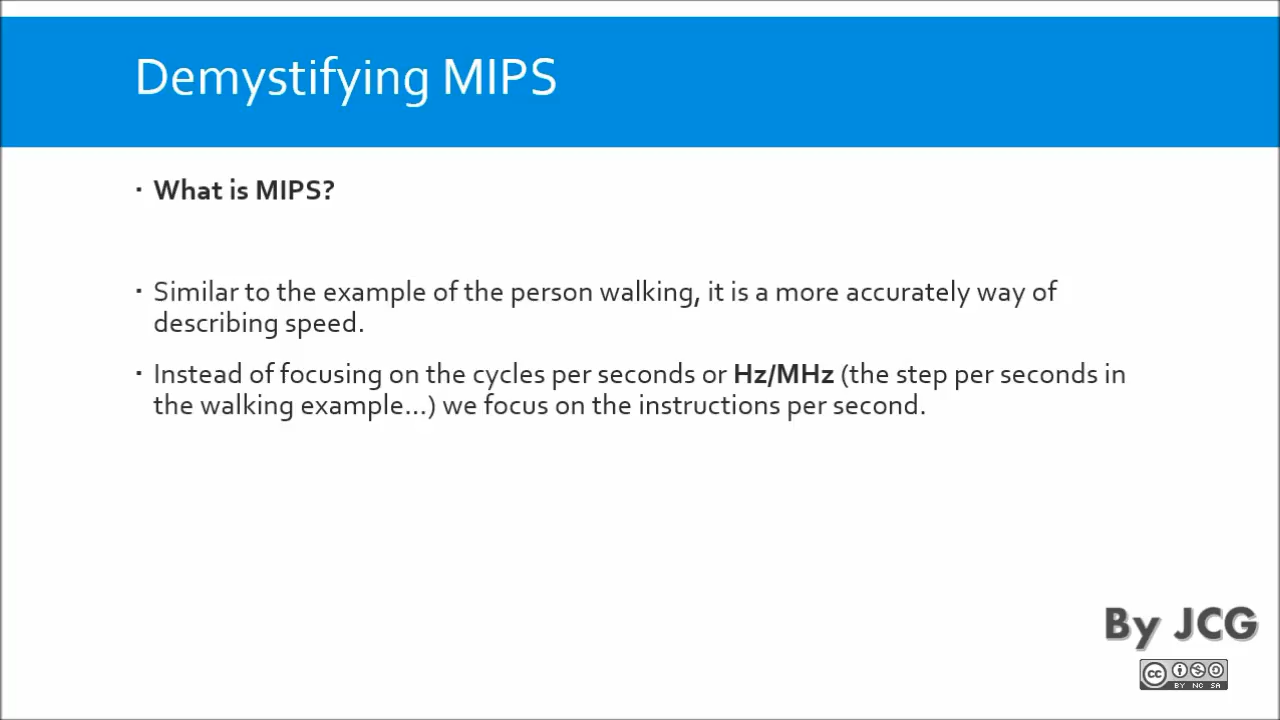 Demystifying MIPS
▪ What is MIPS?
▪ Similar to the example of the person walking, it is a more accurately way of
describing speed.
▪ Instead of focusing on the cycles per seconds or Hz/MHz (the step per seconds in
the walking example...) we focus on the instructions per second.
By JCG
cc
BY NC SA